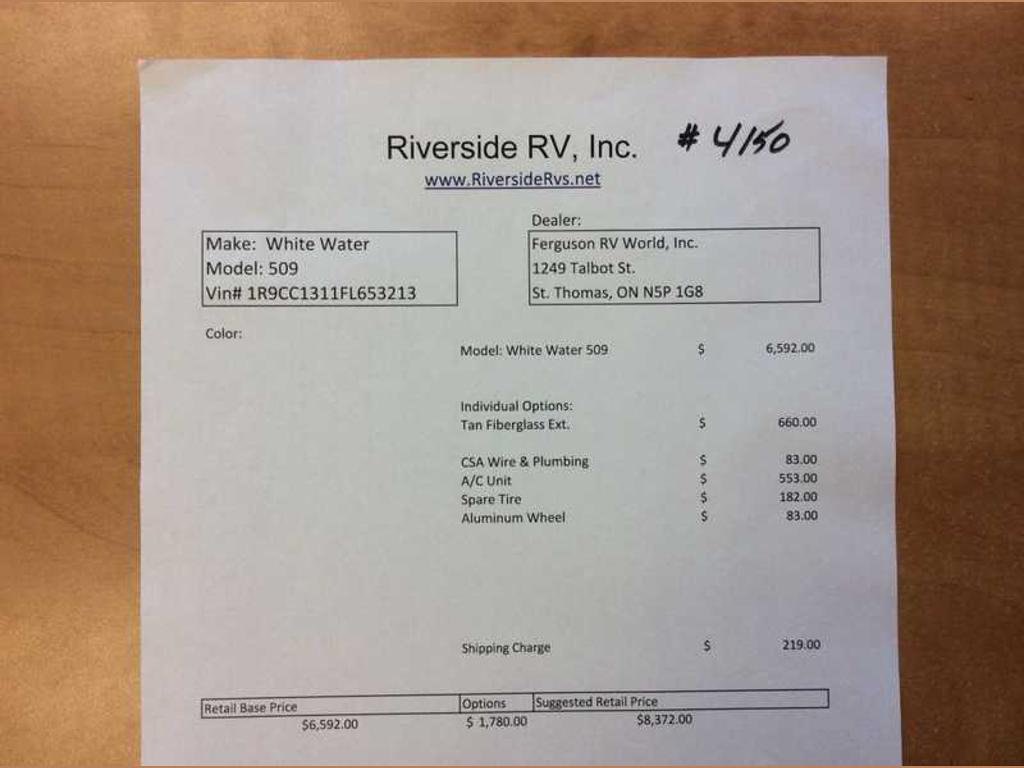 Riverside RV, Inc. # 4150
www.RiversideRvs.net
Dealer:
Make: White Water
Model: 509
Vin# 1R9CC1311FL653213
Ferguson RV World, Inc.
1249 Talbot St.
St. Thomas, ON N5P 1G8
Color:
Model: White Water 509 $ 6,592.00
Individual Options:
Tan Fiberglass Ext. $ 660.00
CSA Wire & Plumbing $ 83.00
A/C Unit $ 553.00
Spare Tire $ 182.00
Aluminum Wheel $ 83.00
Shipping Charge $ 219.00
Retail Base Price Options Suggested Retail Price
$6,592.00 $ 1,780.00 $8,372.00